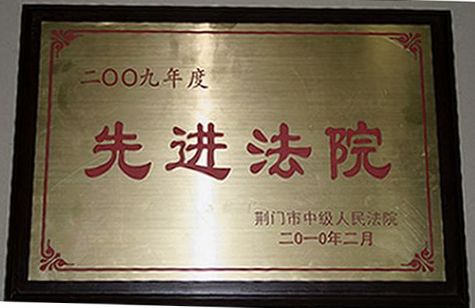 二〇〇九年度
先进法院
荆门市中级人民法院
二〇一〇年二月